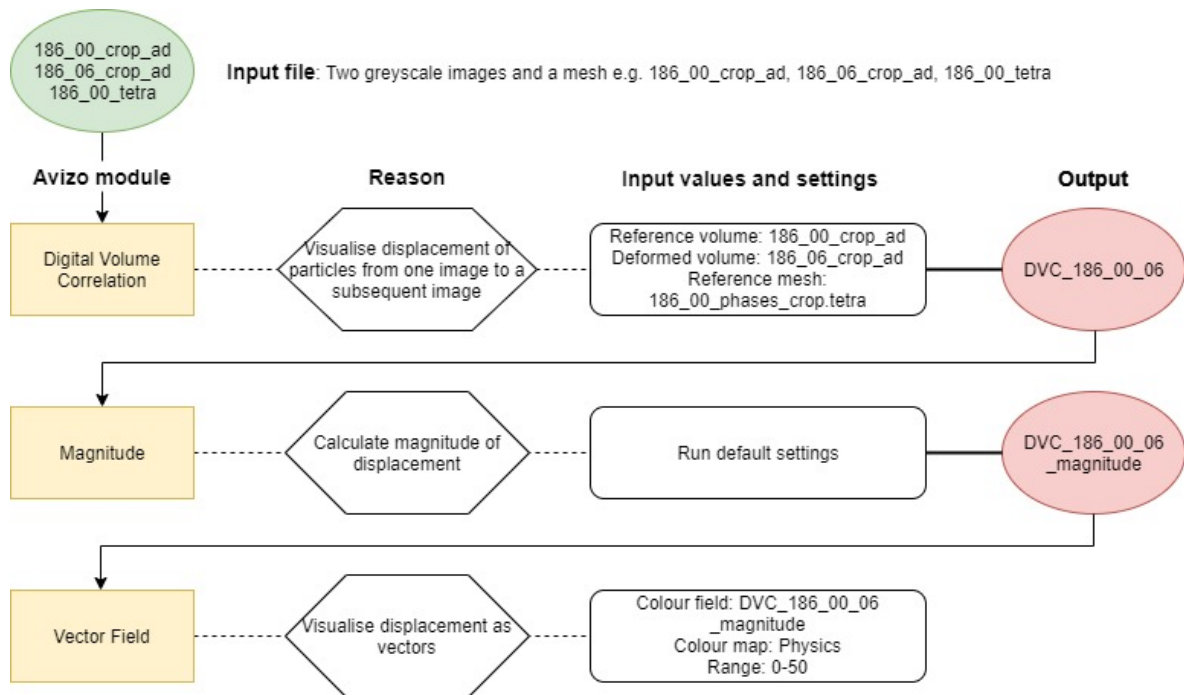 186_00_crop_ad
186_06_crop_ad
186_00_tetra
Input file: Two greyscale images and a mesh e.g. 186_00_crop_ad, 186_06_crop_ad, 186_00_tetra
Avizo module
Reason
Input values and settings
Output
Digital Volume
Correlation
Visualise displacement of
particles from one image to a
subsequent image
Reference volume: 186_00_crop_ad
Deformed volume: 186_06_crop_ad
Reference mesh:
186_00_phases_crop.tetra
DVC_186_00_06
Magnitude
Calculate magnitude of
displacement
Run default settings
DVC_186_00_06
_magnitude
Vector Field
Visualise displacement as
vectors
Colour field: DVC_186_00_06
_magnitude
Colour map: Physics
Range: 0-50